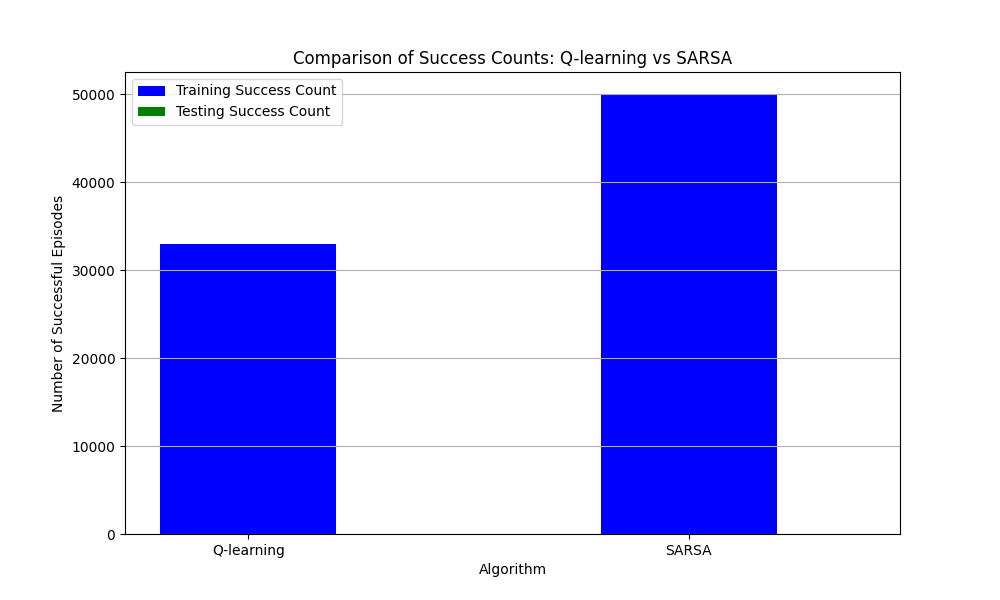 Comparison of Success Counts: Q-learning vs SARSA
Training Success Count
Testing Success Count
50000
40000
30000
20000
10000
0
Number of Successful Episodes
Q-learning
SARSA
Algorithm